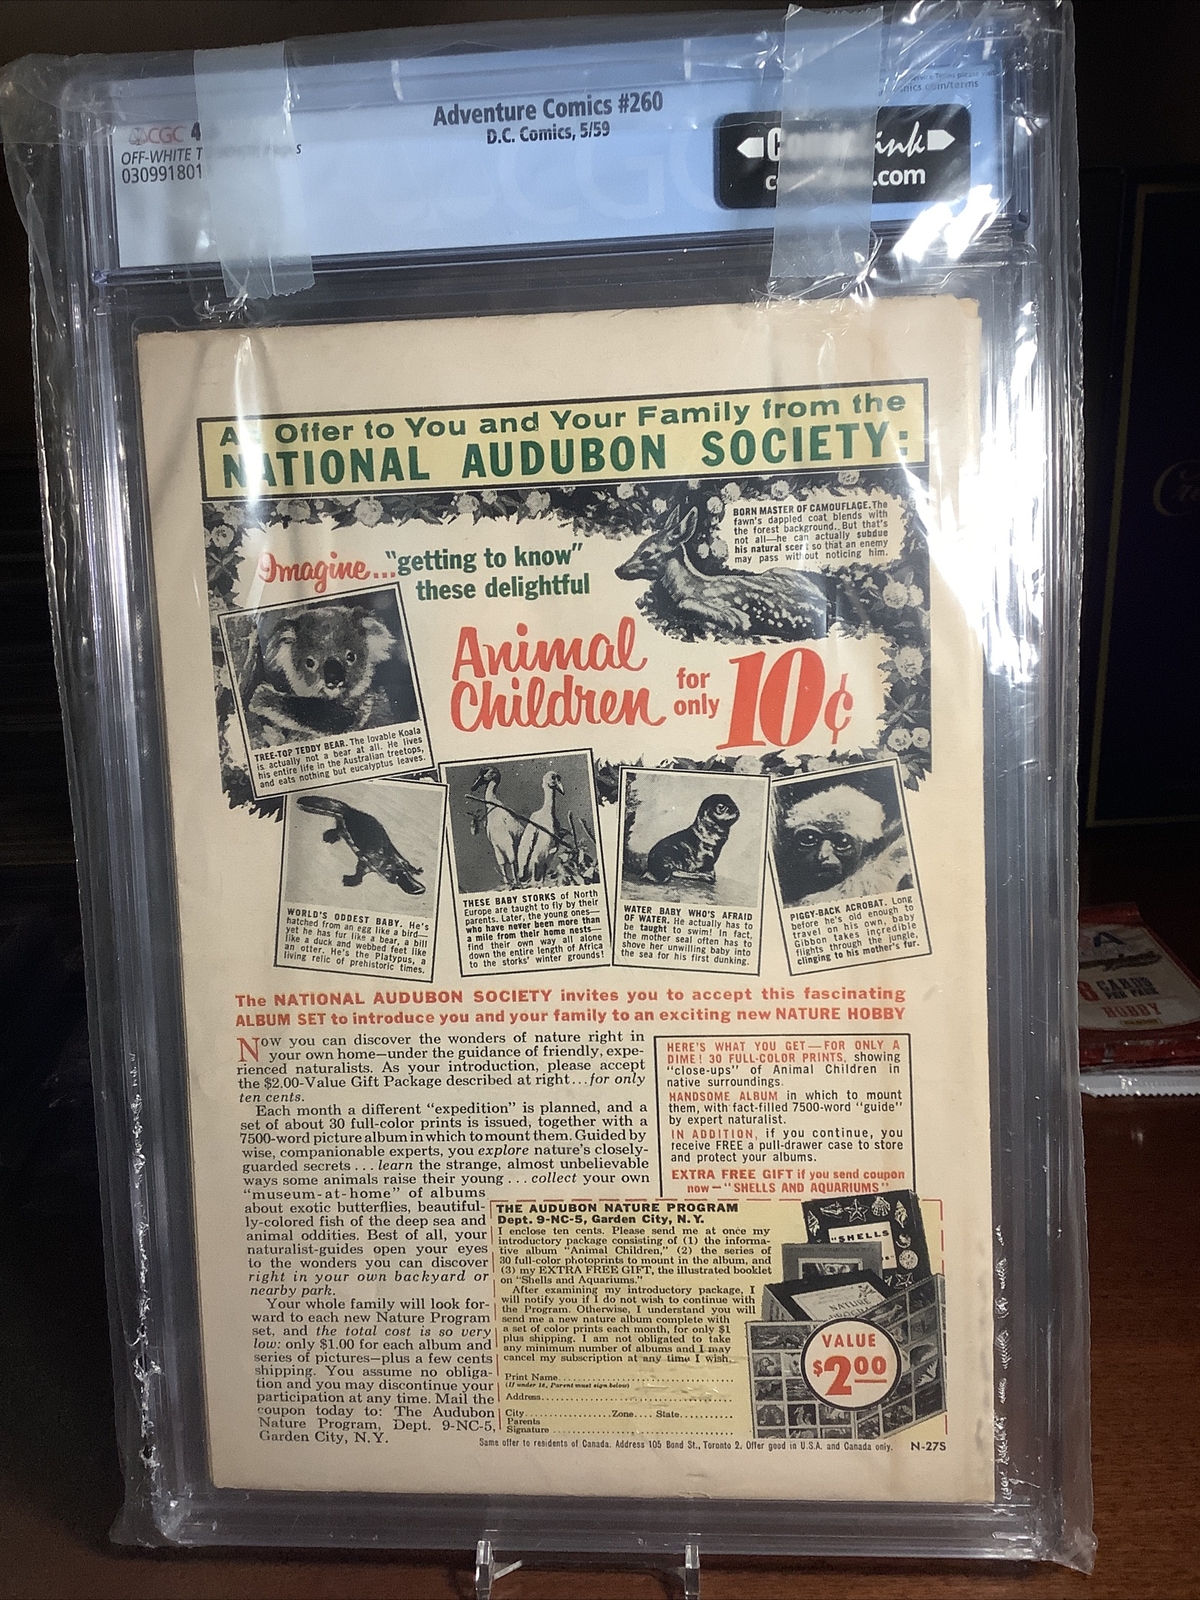 Adventure Comics #260
D.C. Comics, 5/59
CGC 4
OFF-WHITE T s
030991801
ink
.com
An Offer to You and Your Family from the
NATIONAL AUDUBON SOCIETY:
Imagine... "getting to know"
these delightful
Animal
Children
for
only
10¢
BORN MASTER OF CAMOUFLAGE. The
fawn's dappled coat blends with
the forest background. But that's
not all—he can actually subdue
his natural scent so that an enemy
may pass without noticing him.
TREE-TOP TEDDY BEAR. The lovable Koala
is actually not a bear at all. He lives
his entire life in the Australian treetops,
and eats nothing but eucalyptus leaves.
WORLD'S ODDEST BABY. He's
hatched from an egg like a bird—
yet he has fur like a bear, a bill
like a duck and webbed feet like
an otter. He's the Platypus, a
living relic of prehistoric times.
THESE BABY STORKS of North
Europe are taught to fly by their
parents. Later, the young ones—
who have never been more than
a mile from their home nests—
find their own way all alone
down the entire length of Africa
to the storks' winter grounds!
WATER BABY WHO'S AFRAID
OF WATER. He actually has to
be taught to swim! In fact,
the mother seal often has to
shove her unwilling baby into
the sea for his first dunking.
PIGGY-BACK ACROBAT. Long
before he's old enough to
travel on his own, baby
Gibbon takes incredible
flights through the jungle,
clinging to his mother's fur.
The NATIONAL AUDUBON SOCIETY invites you to accept this fascinating
ALBUM SET to introduce you and your family to an exciting new NATURE HOBBY
Now you can discover the wonders of nature right in
your own home—under the guidance of friendly, expe-
rienced naturalists. As your introduction, please accept
the $2.00-Value Gift Package described at right...for only
ten cents.
Each month a different "expedition" is planned, and a
set of about 30 full-color prints is issued, together with a
7500-word picture album in which to mount them. Guided by
wise, companionable experts, you explore nature's closely-
guarded secrets . . . learn the strange, almost unbelievable
ways some animals raise their young . . . collect your own
"museum-at-home" of albums
about exotic butterflies, beautiful-
ly-colored fish of the deep sea and
animal oddities. Best of all, your
naturalist-guides open your eyes
to the wonders you can discover
right in your own backyard or
nearby park.
Your whole family will look for-
ward to each new Nature Program
set, and the total cost is so very
low: only $1.00 for each album and
series of pictures—plus a few cents
shipping. You assume no obliga-
tion and you may discontinue your
participation at any time. Mail the
coupon today to: The Audubon
Nature Program, Dept. 9-NC-5,
Garden City, N.Y.
HERE'S WHAT YOU GET—FOR ONLY A
DIME! 30 FULL-COLOR PRINTS, showing
"close-ups" of Animal Children in
native surroundings.
HANDSOME ALBUM in which to mount
them, with fact-filled 7500-word "guide"
by expert naturalist.
IN ADDITION, if you continue, you
receive FREE a pull-drawer case to store
and protect your albums.
EXTRA FREE GIFT if you send coupon
now—"SHELLS AND AQUARIUMS"
THE AUDUBON NATURE PROGRAM
Dept. 9-NC-5, Garden City, N.Y.
I enclose ten cents. Please send me at once my
introductory package consisting of (1) the informa-
tive album "Animal Children," (2) the series of
30 full-color photoprints to mount in the album, and
(3) my EXTRA FREE GIFT, the illustrated booklet
on "Shells and Aquariums."
After examining my introductory package, I
will notify you if I do not wish to continue with
the Program. Otherwise, I understand you will
send me a new nature album complete with
a set of color prints each month, for only $1
plus shipping. I am not obligated to take
any minimum number of albums and I may
cancel my subscription at any time I wish.
Print Name
(If under 18, Parent must sign below)
Address
City Zone State
Parents
Signature
"SHELLS
NATURE
VALUE
$2.00
Same offer to residents of Canada. Address 105 Bond St., Toronto 2. Offer good in U.S.A. and Canada only.
N-275
8 CARDS
PER PACK
HOBBY